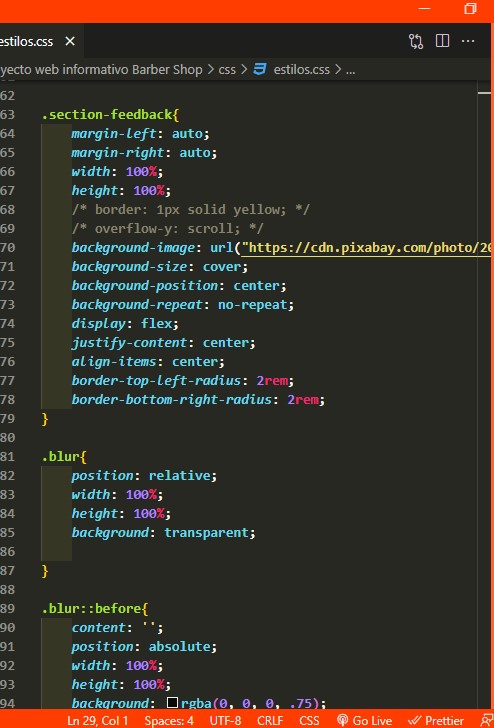 estilos.css
yecto web informativo Barber Shop > css > estilos.css > ...
62
63 .section-feedback{
64 margin-left: auto;
65 margin-right: auto;
66 width: 100%;
67 height: 100%;
68 /* border: 1px solid yellow; */
69 /* overflow-y: scroll; */
70 background-image: url("https://cdn.pixabay.com/photo/20
71 background-size: cover;
72 background-position: center;
73 background-repeat: no-repeat;
74 display: flex;
75 justify-content: center;
76 align-items: center;
77 border-top-left-radius: 2rem;
78 border-bottom-right-radius: 2rem;
79 }
80
81 .blur{
82 position: relative;
83 width: 100%;
84 height: 100%;
85 background: transparent;
86
87 }
88
89 .blur::before{
90 content: '';
91 position: absolute;
92 width: 100%;
93 height: 100%;
94 background: rgba(0, 0, 0, .75);
Ln 29, Col 1 Spaces: 4 UTF-8 CRLF CSS Go Live Prettier